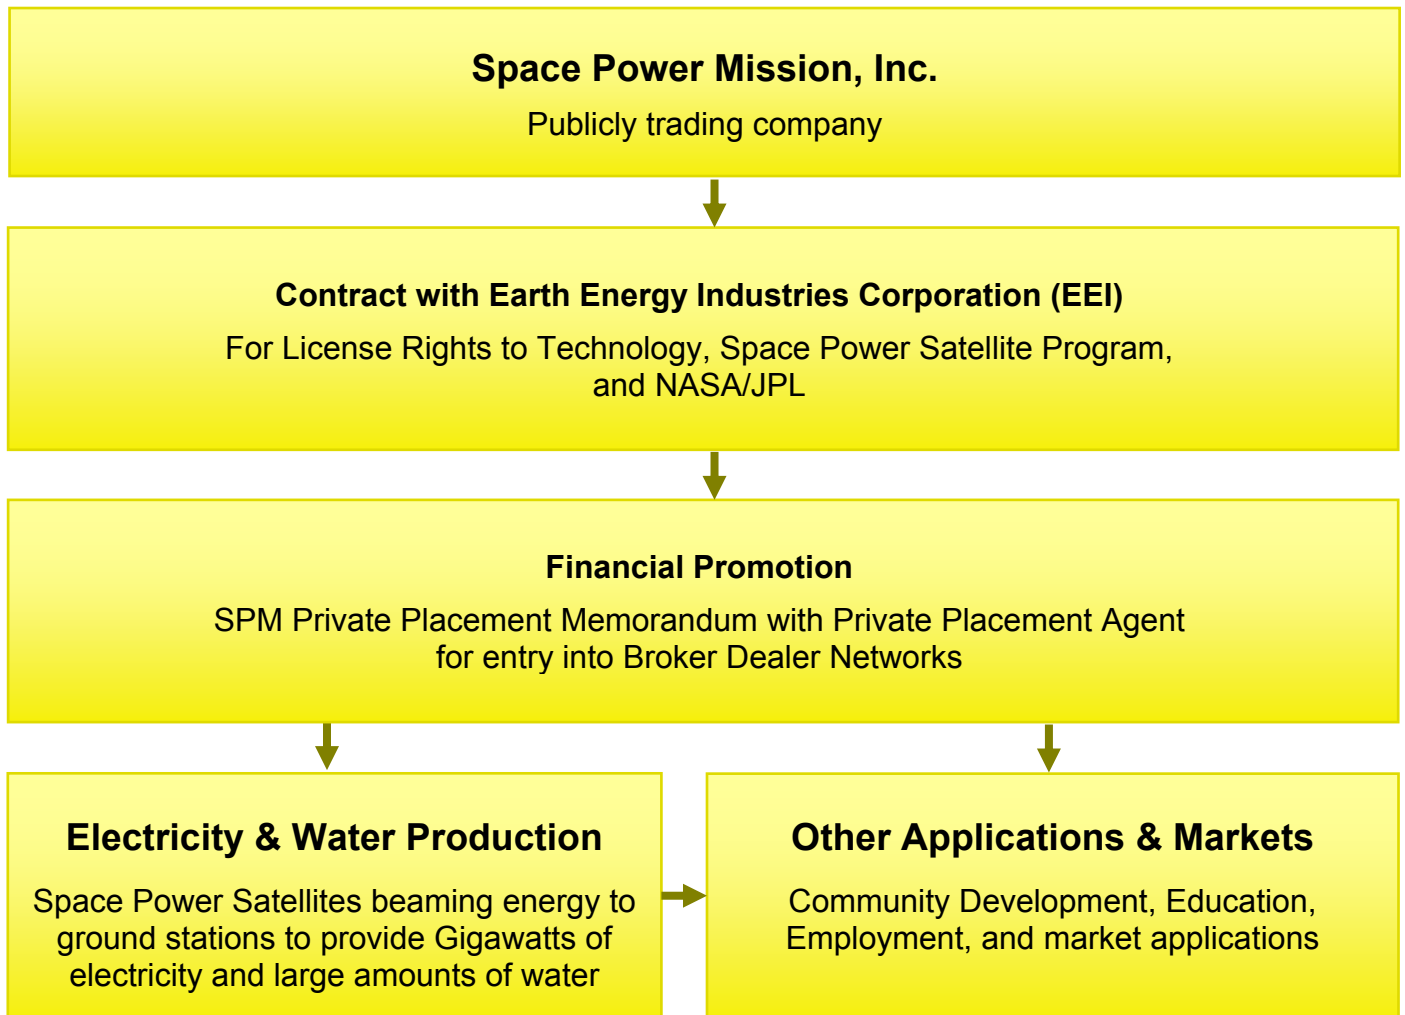 Space Power Mission, Inc.
Publicly trading company
Contract with Earth Energy Industries Corporation (EEI)
For License Rights to Technology, Space Power Satellite Program,
and NASA/JPL
Financial Promotion
SPM Private Placement Memorandum with Private Placement Agent
for entry into Broker Dealer Networks
Electricity & Water Production
Space Power Satellites beaming energy to
ground stations to provide Gigawatts of
electricity and large amounts of water
Other Applications & Markets
Community Development, Education,
Employment, and market applications